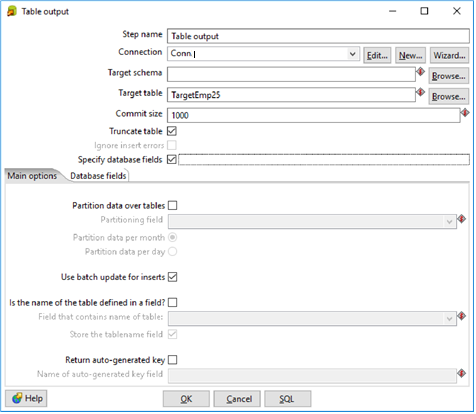 Table output
Step name Table output
Connection Conn. Edit... New... Wizard...
Target schema Browse...
Target table TargetEmp25 Browse...
Commit size 1000
Truncate table
Ignore insert errors
Specify database fields
Main options Database fields
Partition data over tables
Partitioning field
Partition data per month
Partition data per day
Use batch update for inserts
Is the name of the table defined in a field?
Field that contains name of table:
Store the tablename field
Return auto-generated key
Name of auto-generated key field
Help OK Cancel SQL